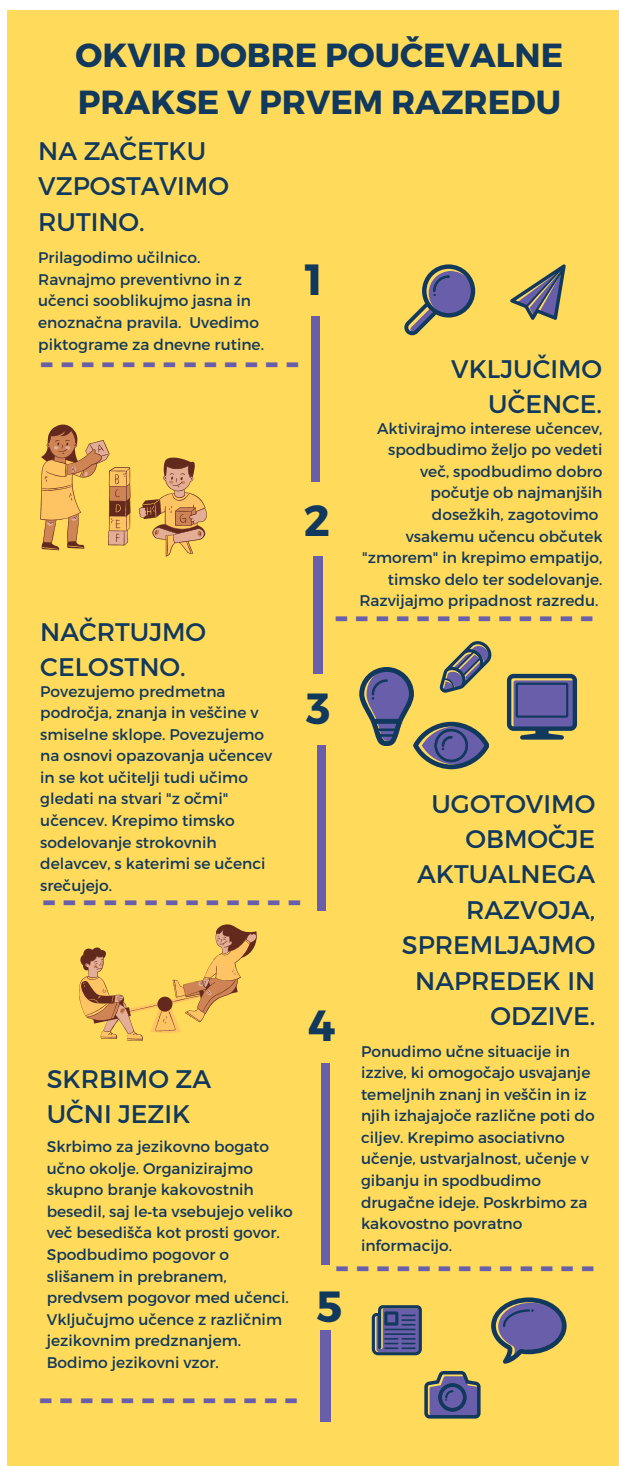 OKVIR DOBRE POUČEVALNE
PRAKSE V PRVEM RAZREDU
NA ZAČETKU
VZPOSTAVIMO
RUTINO.
Prilagodimo učilnico.
Ravnajmo preventivno in z
učenci sooblikujmo jasna in
enoznačna pravila.  Uvedimo
piktograme za dnevne rutine.
1
VKLJUČIMO
UČENCE.
Aktivirajmo interese učencev,
spodbudimo željo po vedeti
več, spodbudimo dobro
počutje ob najmanjših
dosežkih, zagotovimo
vsakemu učencu občutek
"zmorem" in krepimo empatijo,
timsko delo ter sodelovanje.
Razvijajmo pripadnost razredu.
A
B
C
D
E
F
H
G
2
NAČRTUJMO
CELOSTNO.
Povezujemo predmetna
področja, znanja in veščine v
smiselne sklope. Povezujemo
na osnovi opazovanja učencev
in se kot učitelji tudi učimo
gledati na stvari "z očmi"
učencev. Krepimo timsko
sodelovanje strokovnih
delavcev, s katerimi se učenci
srečujejo.
3
UGOTOVIMO
OBMOČJE
AKTUALNEGA
RAZVOJA,
SPREMLJAJMO
NAPREDEK IN
ODZIVE.
Ponudimo učne situacije in
izzive, ki omogočajo usvajanje
temeljnih znanj in veščin in iz
njih izhajajoče različne poti do
ciljev. Krepimo asociativno
učenje, ustvarjalnost, učenje v
gibanju in spodbudimo
drugačne ideje. Poskrbimo za
kakovostno povratno
informacijo.
4
SKRBIMO ZA
UČNI JEZIK
Skrbimo za jezikovno bogato
učno okolje. Organizirajmo
skupno branje kakovostnih
besedil, saj le-ta vsebujejo veliko
več besedišča kot prosti govor.
Spodbudimo pogovor o
slišanem in prebranem,
predvsem pogovor med učenci.
Vključujmo učence z različnim
jezikovnim predznanjem.
Bodimo jezikovni vzor.
5